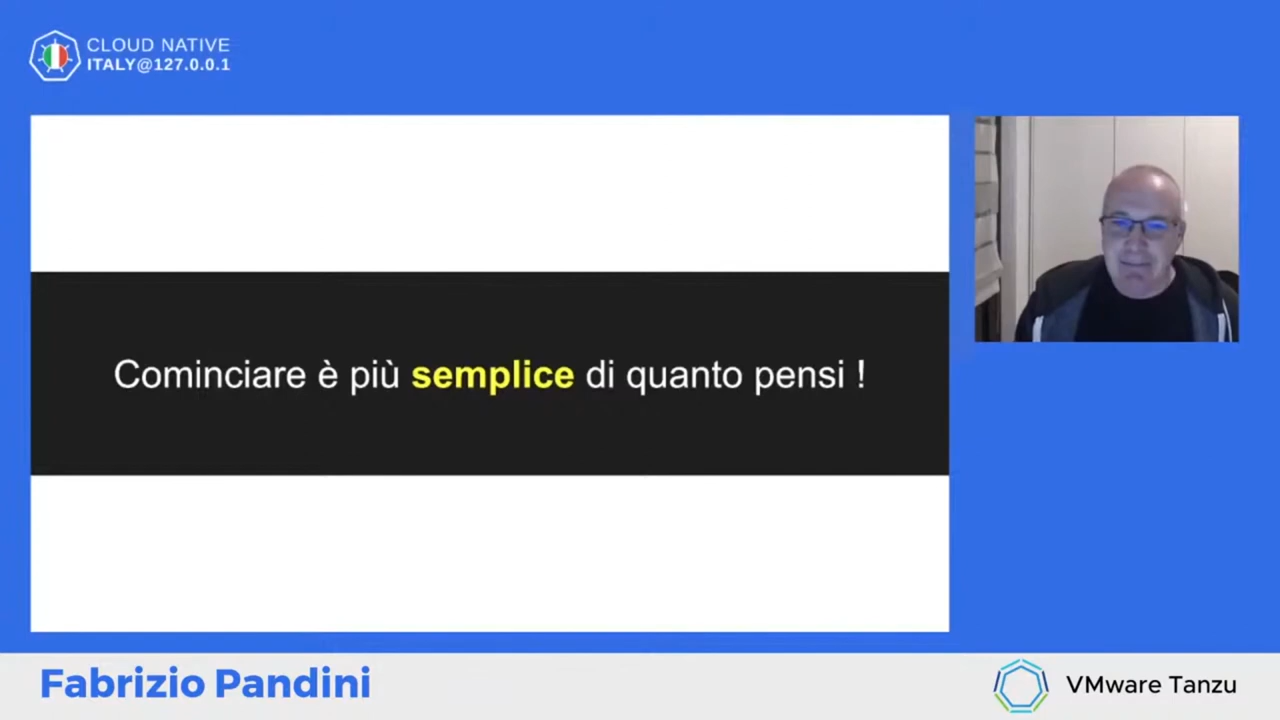 CLOUD NATIVE
ITALY@127.0.0.1
Cominciare è più semplice di quanto pensi !
Fabrizio Pandini
VMware Tanzu